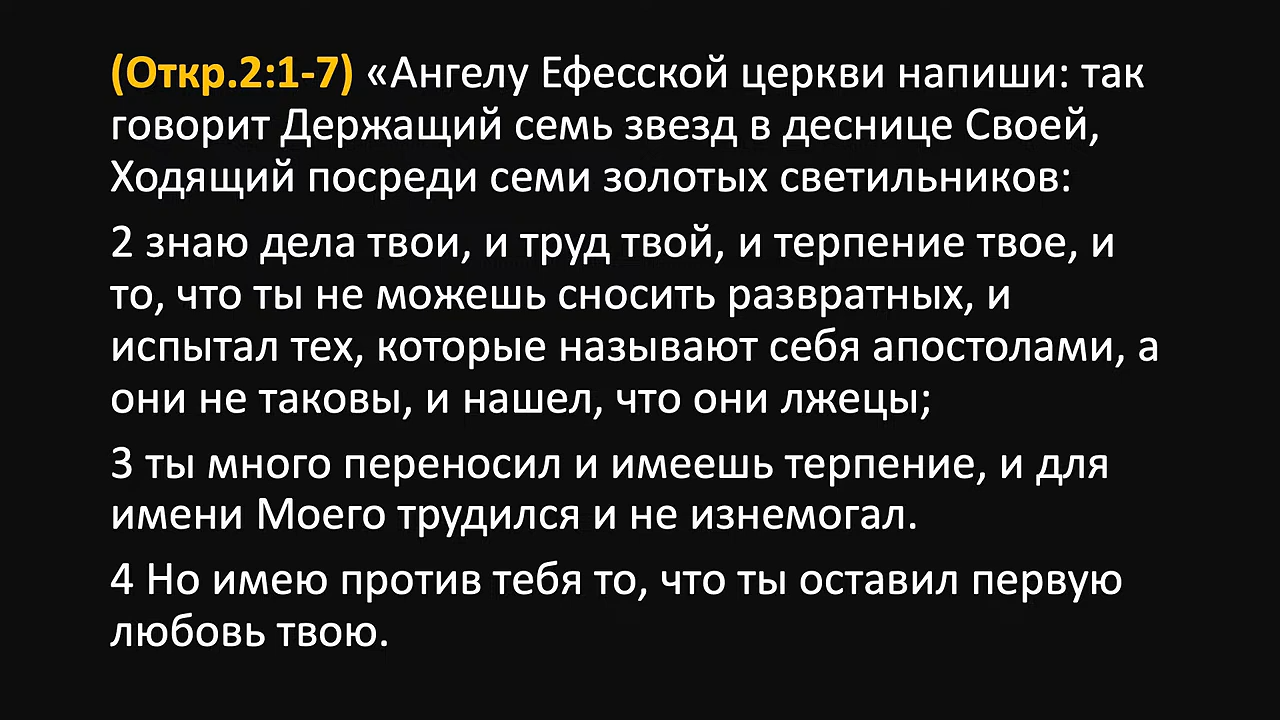 (Откр.2:1-7) «Ангелу Ефесской церкви напиши: так
говорит Держащий семь звезд в деснице Своей,
Ходящий посреди семи золотых светильников:
2 знаю дела твои, и труд твой, и терпение твое, и
то, что ты не можешь сносить развратных, и
испытал тех, которые называют себя апостолами, а
они не таковы, и нашел, что они лжецы;
3 ты много переносил и имеешь терпение, и для
имени Моего трудился и не изнемогал.
4 Но имею против тебя то, что ты оставил первую
любовь твою.